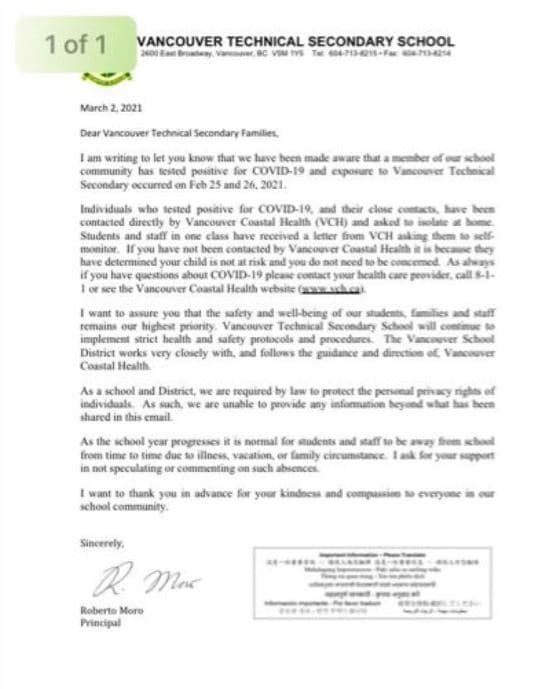 1 of 1
VANCOUVER TECHNICAL SECONDARY SCHOOL
2600 East Broadway, Vancouver, BC V5M 1Y5 Tel: 604-713-8215 • Fax: 604-713-8214
March 2, 2021
Dear Vancouver Technical Secondary Families,
I am writing to let you know that we have been made aware that a member of our school
community has tested positive for COVID-19 and exposure to Vancouver Technical
Secondary occurred on Feb 25 and 26, 2021.
Individuals who tested positive for COVID-19, and their close contacts, have been
contacted directly by Vancouver Coastal Health (VCH) and asked to isolate at home.
Students and staff in one class have received a letter from VCH asking them to self-
monitor. If you have not been contacted by Vancouver Coastal Health it is because they
have determined your child is not at risk and you do not need to be concerned. As always
if you have questions about COVID-19 please contact your health care provider, call 8-1-
1 or see the Vancouver Coastal Health website (www.vch.ca).
I want to assure you that the safety and well-being of our students, families and staff
remains our highest priority. Vancouver Technical Secondary School will continue to
implement strict health and safety protocols and procedures. The Vancouver School
District works very closely with, and follows the guidance and direction of, Vancouver
Coastal Health.
As a school and District, we are required by law to protect the personal privacy rights of
individuals. As such, we are unable to provide any information beyond what has been
shared in this email.
As the school year progresses it is normal for students and staff to be away from school
from time to time due to illness, vacation, or family circumstance. I ask for your support
in not speculating or commenting on such absences.
I want to thank you in advance for your kindness and compassion to everyone in our
school community.
Sincerely,
R. Moro
Roberto Moro
Principal
Important Information - Please Translate